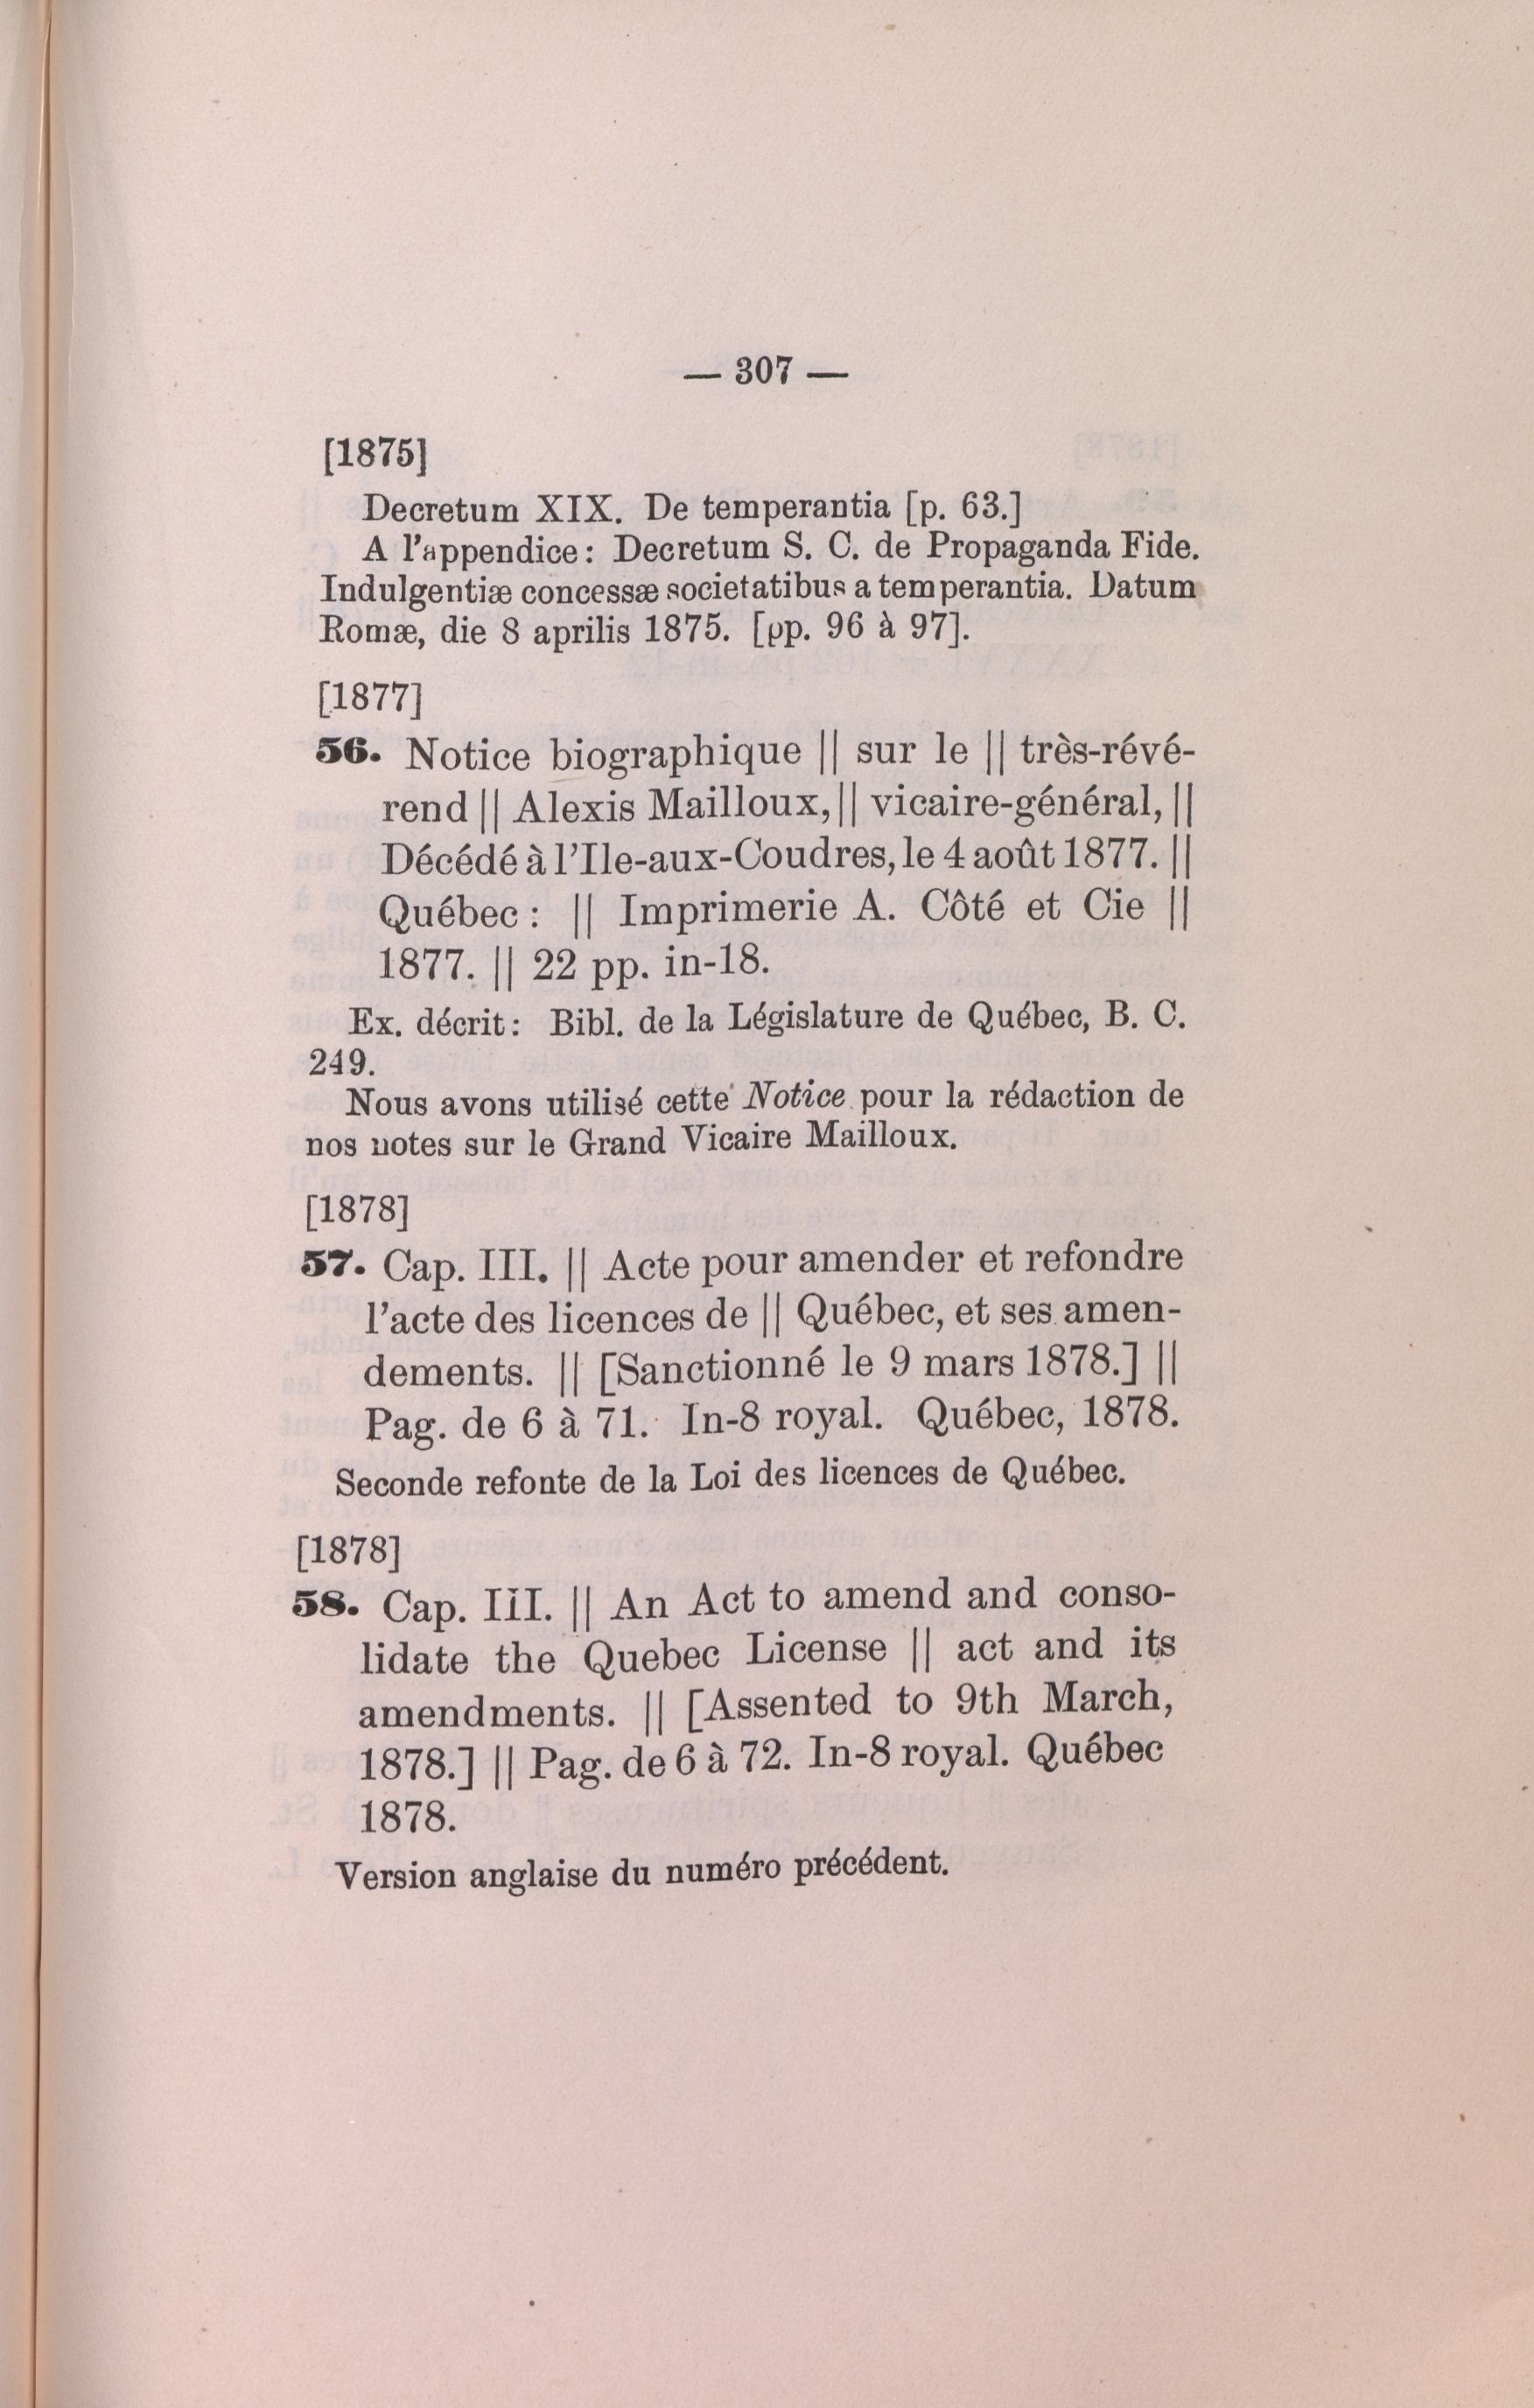 — 307 —
[1875]
Decretum XIX. De temperantia [p. 63.]
A l'appendice: Decretum S. C. de Propaganda Fide.
Indulgentiæ concessæ societatibus a temperantia. Datum
Romæ, die 8 aprilis 1875. [pp. 96 à 97].
[1877]
56. Notice biographique || sur le || très-révé-
rend || Alexis Mailloux, || vicaire-général, ||
Décédé à l'Ile-aux-Coudres, le 4 août 1877. ||
Québec: || Imprimerie A. Côté et Cie ||
1877. || 22 pp. in-18.
Ex. décrit: Bibl. de la Législature de Québec, B. C.
249.
Nous avons utilisé cette Notice pour la rédaction de
nos notes sur le Grand Vicaire Mailloux.
[1878]
57. Cap. III. || Acte pour amender et refondre
l'acte des licences de || Québec, et ses amen-
dements. || [Sanctionné le 9 mars 1878.] ||
Pag. de 6 à 71. In-8 royal. Québec, 1878.
Seconde refonte de la Loi des licences de Québec.
[1878]
58. Cap. III. || An Act to amend and conso-
lidate the Quebec License || act and its
amendments. || [Assented to 9th March,
1878.] || Pag. de 6 à 72. In-8 royal. Québec
1878.
Version anglaise du numéro précédent.